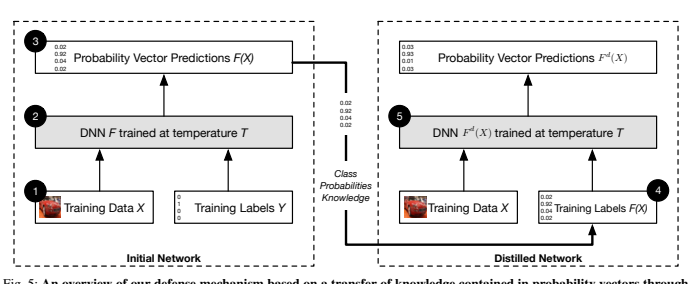 3
0.02
0.92
0.04
0.02
Probability Vector Predictions F(X)
2
DNN F trained at temperature T
1
Training Data X
0
1
0
0
Training Labels Y
Initial Network
0.02
0.92
0.04
0.02
Class
Probabilities
Knowledge
0.03
0.93
0.01
0.03
Probability Vector Predictions F^d(X)
5
DNN F^d(X) trained at temperature T
Training Data X
4
0.02
0.92
0.04
0.02
Training Labels F(X)
Distilled Network
Fig. 5: An overview of our defense mechanism based on a transfer of knowledge contained in probability vectors through